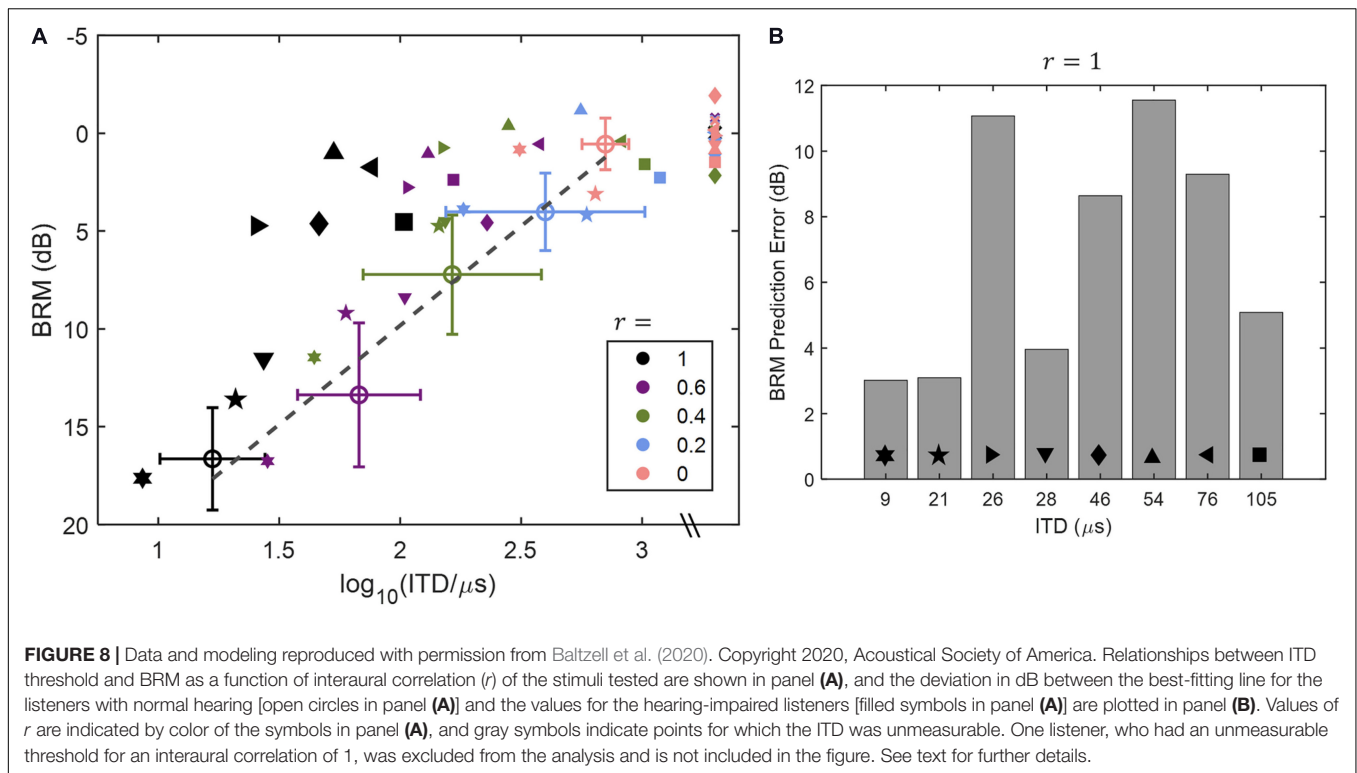 A
-5
0
5
10
15
20
BRM (dB)
1
1.5
2
2.5
3
log10(ITD/μs)
r =
1
0.6
0.4
0.2
0
B
r = 1
12
10
8
6
4
2
0
BRM Prediction Error (dB)
9 21 26 28 46 54 76 105
ITD (μs)
FIGURE 8 | Data and modeling reproduced with permission from Baltzell et al. (2020). Copyright 2020, Acoustical Society of America. Relationships between ITD
threshold and BRM as a function of interaural correlation (r) of the stimuli tested are shown in panel (A), and the deviation in dB between the best-fitting line for the
listeners with normal hearing [open circles in panel (A)] and the values for the hearing-impaired listeners [filled symbols in panel (A)] are plotted in panel (B). Values of
r are indicated by color of the symbols in panel (A), and gray symbols indicate points for which the ITD was unmeasurable. One listener, who had an unmeasurable
threshold for an interaural correlation of 1, was excluded from the analysis and is not included in the figure. See text for further details.